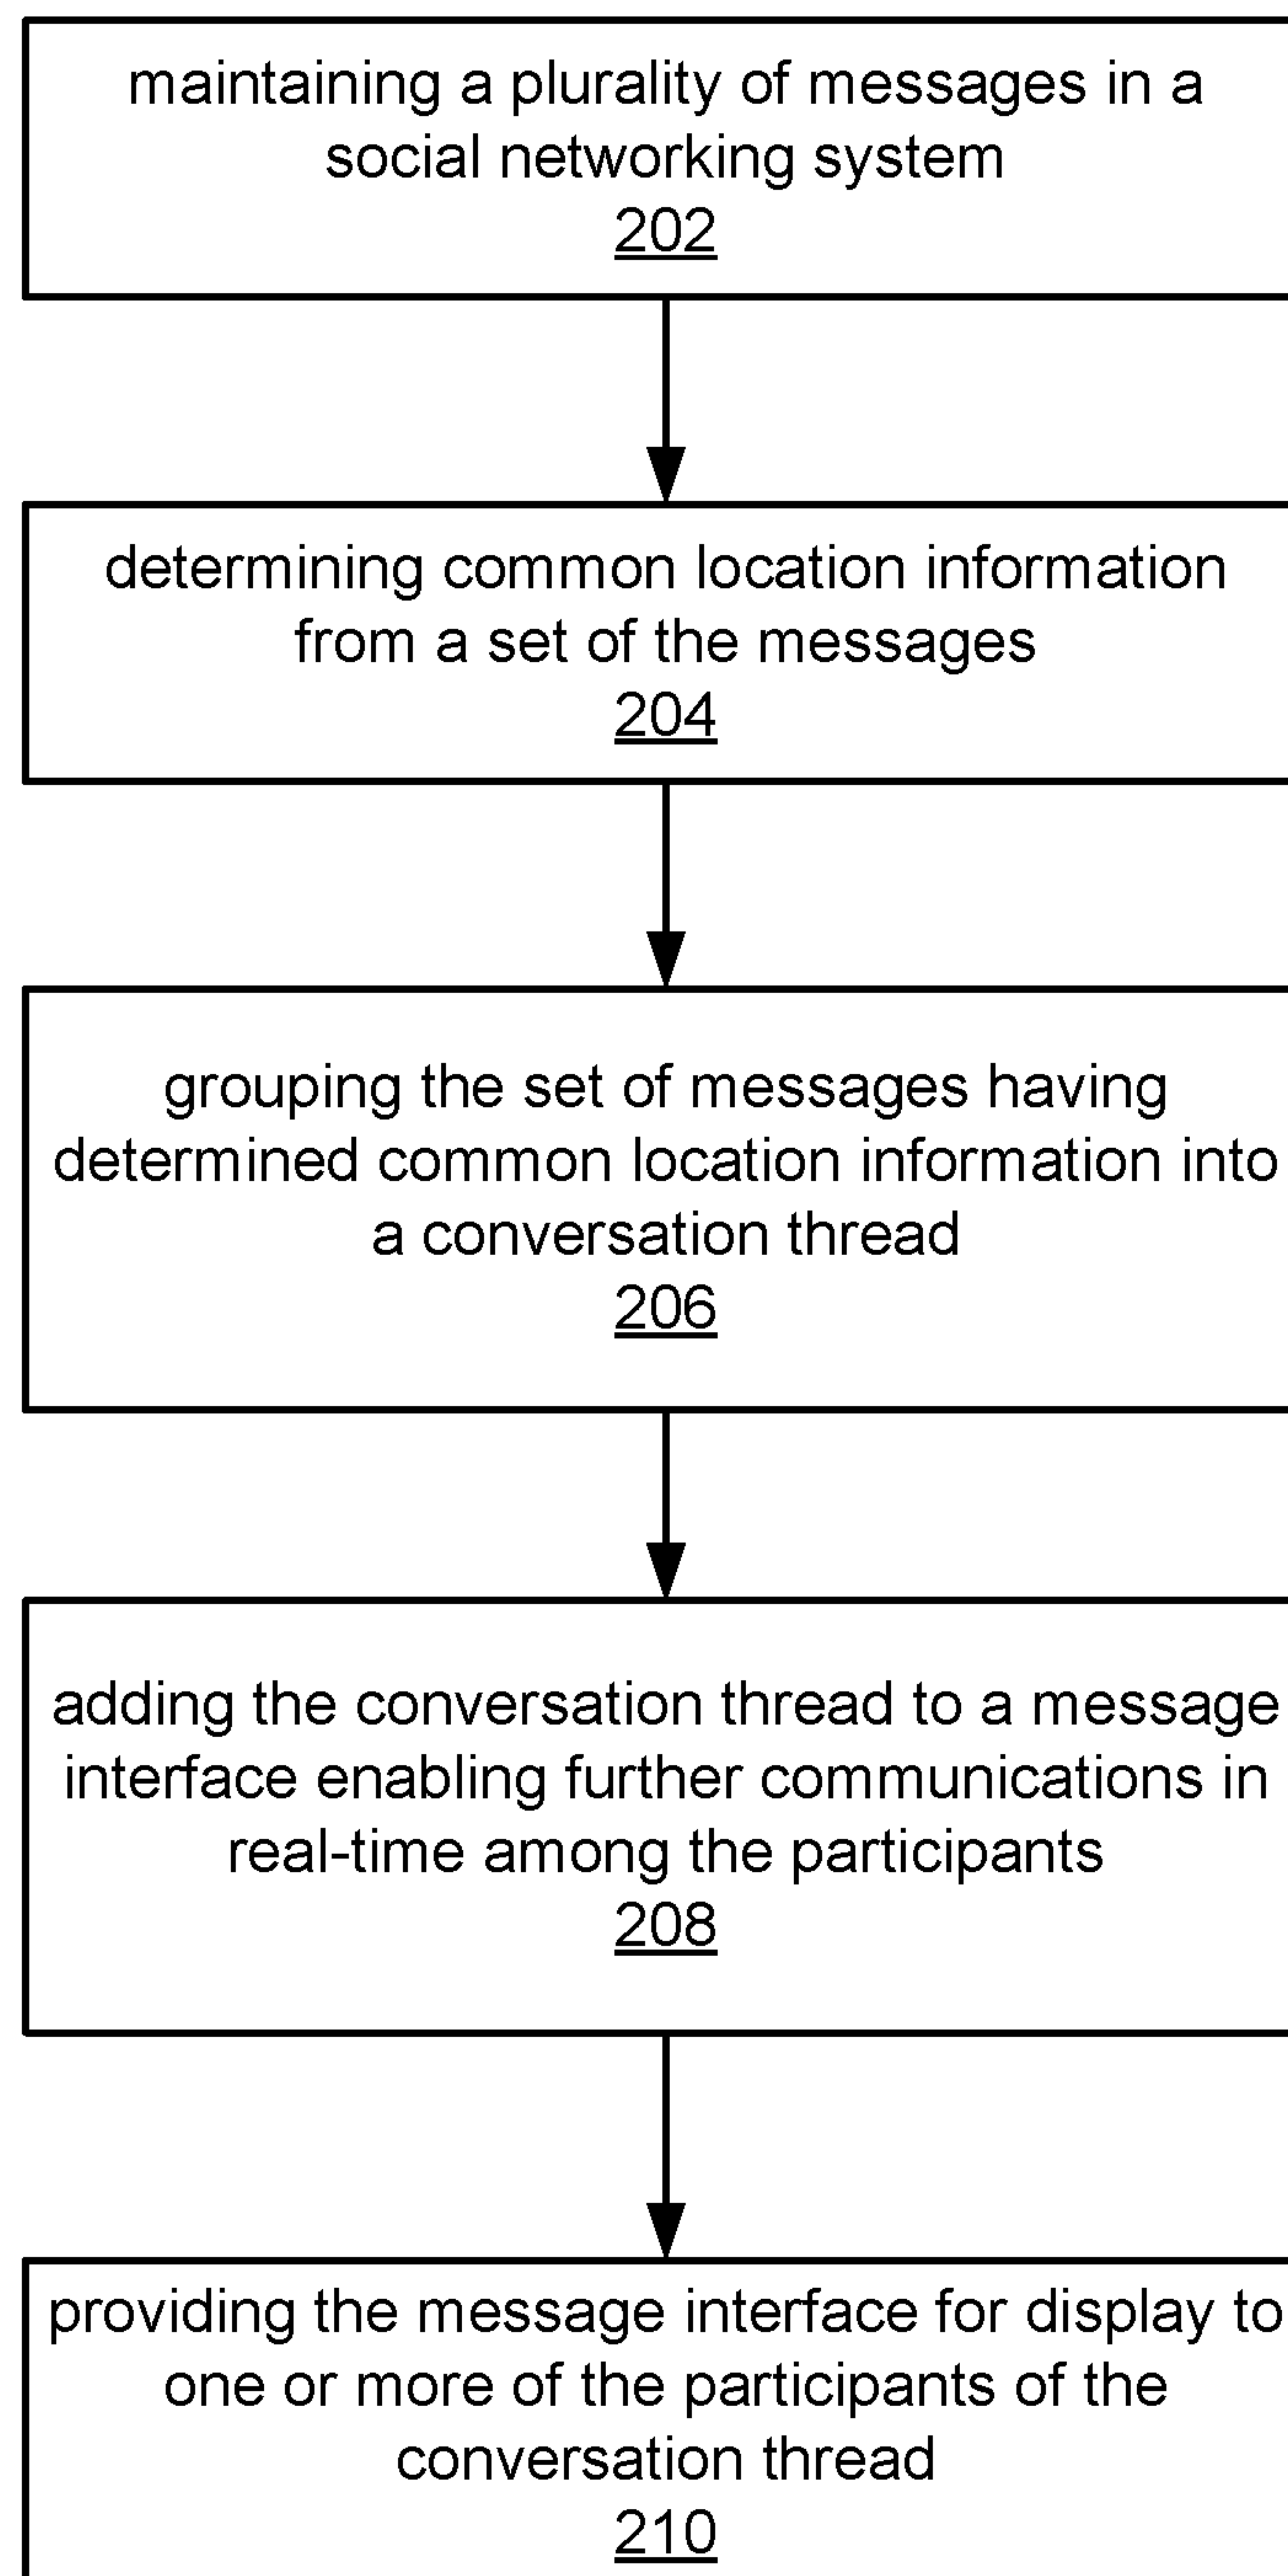 maintaining a plurality of messages in a
social networking system
202
determining common location information
from a set of the messages
204
grouping the set of messages having
determined common location information into
a conversation thread
206
adding the conversation thread to a message
interface enabling further communications in
real-time among the participants
208
providing the message interface for display to
one or more of the participants of the
conversation thread
210